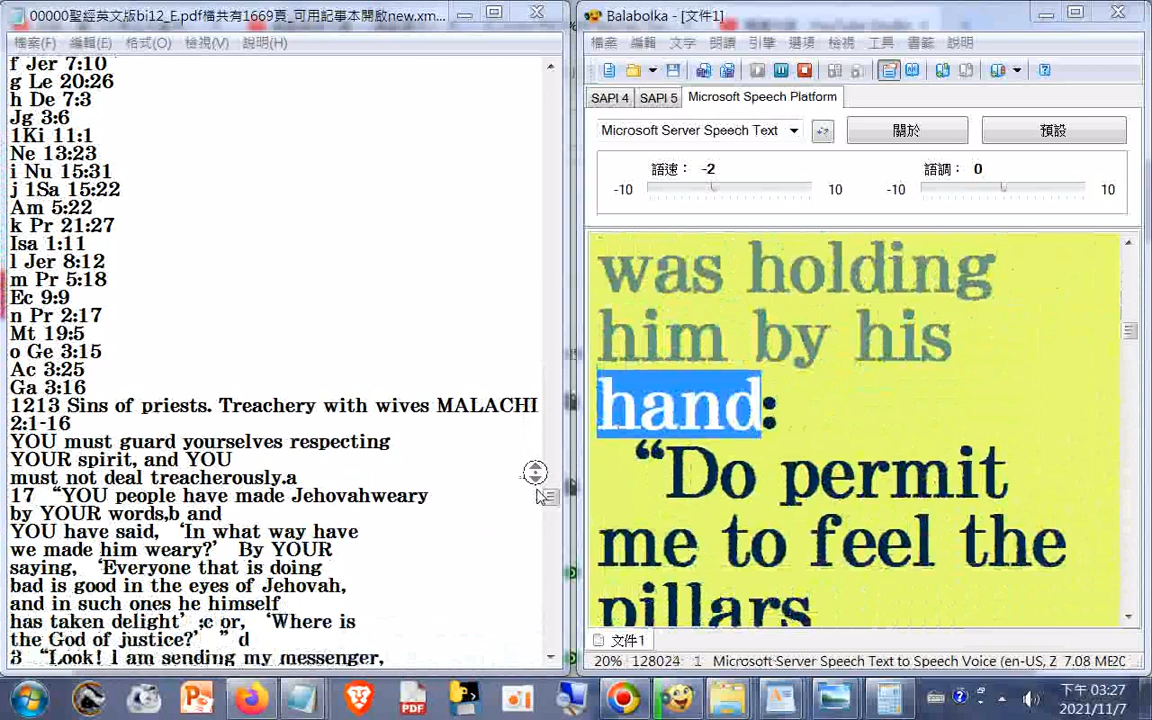 00000聖經英文版bi12_E.pdf檔共有1669頁_可用記事本開啟new.xm...
檔案(F) 編輯(E) 格式(O) 檢視(V) 說明(H)
f Jer 7:10
g Le 20:26
h De 7:3
Jg 3:6
1Ki 11:1
Ne 13:23
i Nu 15:31
j 1Sa 15:22
Am 5:22
k Pr 21:27
Isa 1:11
l Jer 8:12
m Pr 5:18
Ec 9:9
n Pr 2:17
Mt 19:5
o Ge 3:15
Ac 3:25
Ga 3:16
1213 Sins of priests. Treachery with wives MALACHI
2:1-16
YOU must guard yourselves respecting
YOUR spirit, and YOU
must not deal treacherously.a
17 “YOU people have made Jehovahweary
by YOUR words,b and
YOU have said, ‘In what way have
we made him weary?’ By YOUR
saying, ‘Everyone that is doing
bad is good in the eyes of Jehovah,
and in such ones he himself
has taken delight’ ;c or, ‘Where is
the God of justice?’ ” d
3 “Look! I am sending my messenger,
Balabolka - [文件1]
檔案 編輯 文字 朗讀 引擎 選項 檢視 工具 書籤 說明
SAPI 4 SAPI 5 Microsoft Speech Platform
Microsoft Server Speech Text 關於 預設
語速： -2 語調： 0
-10 10 -10 10
was holding
him by his
hand:
“Do permit
me to feel the
pillars
文件1
20% 128024 1 Microsoft Server Speech Text to Speech Voice (en-US, Z 7.08 ME20
PDF
下午 03:27
2021/11/7